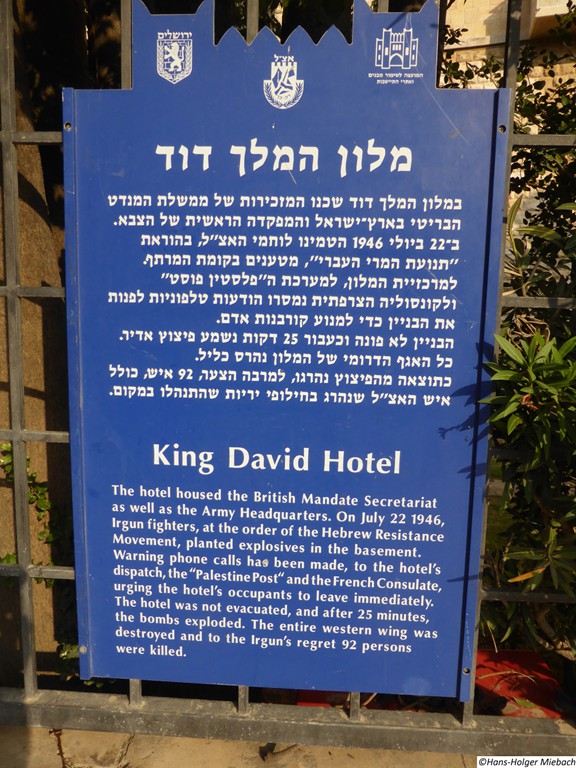 ירושלים
אצ"ל
המועצה לשימור מבנים
ואתרי התיישבות
מלון המלך דוד
במלון המלך דוד שכנו המזכירות של ממשלת המנדט
הבריטי בארץ־ישראל והמפקדה הראשית של הצבא.
ב־22 ביולי 1946 הטמינו לוחמי האצ"ל, בהוראת
"תנועת המרי העברי", מטענים בקומת המרתף.
למרכזיית המלון, למערכת ה"פלסטין פוסט"
ולקונסוליה הצרפתית נמסרו הודעות טלפוניות לפנות
את הבניין כדי למנוע קורבנות אדם.
הבניין לא פונה וכעבור 25 דקות נשמע פיצוץ אדיר.
כל האגף הדרומי של המלון נהרס כליל.
כתוצאה מהפיצוץ נהרגו, למרבה הצער, 92 איש, כולל
איש האצ"ל שנהרג בחילופי יריות שהתנהלו במקום.
King David Hotel
The hotel housed the British Mandate Secretariat
as well as the Army Headquarters. On July 22 1946,
Irgun fighters, at the order of the Hebrew Resistance
Movement, planted explosives in the basement.
Warning phone calls has been made, to the hotel's
dispatch, the "Palestine Post" and the French Consulate,
urging the hotel's occupants to leave immediately.
The hotel was not evacuated, and after 25 minutes,
the bombs exploded. The entire western wing was
destroyed and to the Irgun's regret 92 persons
were killed.
©Hans-Holger Miebach